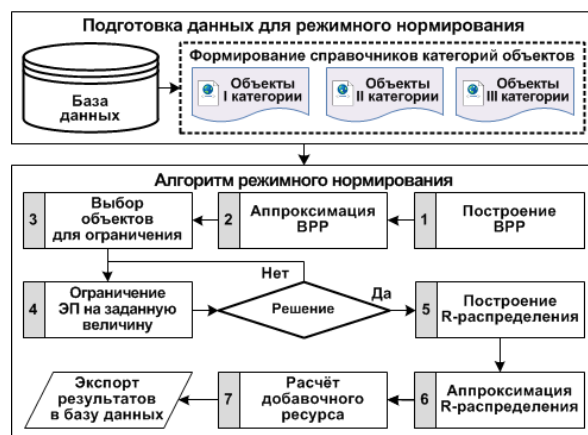 Подготовка данных для режимного нормирования
База
данных
Формирование справочников категорий объектов
Объекты
I категории
Объекты
II категории
Объекты
III категории
Алгоритм режимного нормирования
3
Выбор
объектов
для ограничения
2
Аппроксимация
ВРР
1
Построение
ВРР
Нет
4
Ограничение
ЭП на заданную
величину
Решение
Да
5
Построение
R-распределения
Экспорт
результатов
в базу данных
7
Расчёт
добавочного
ресурса
6
Аппроксимация
R-распределения